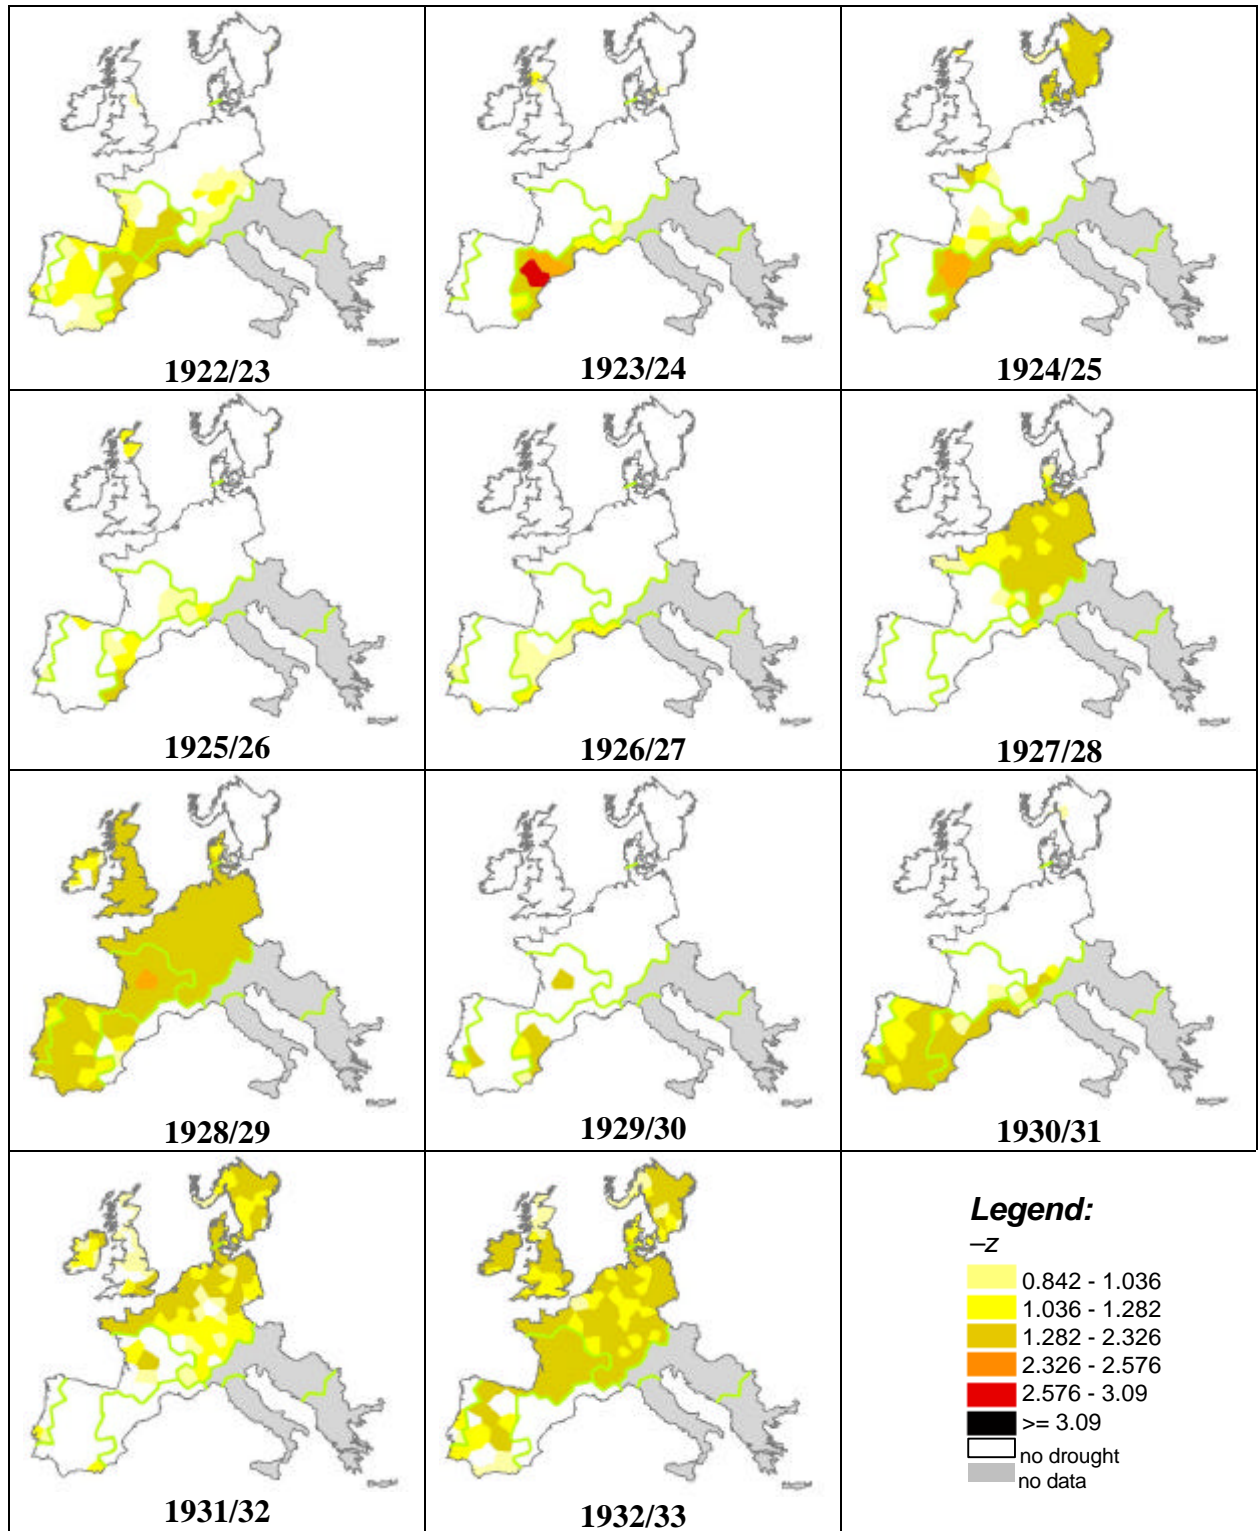 1922/23
1923/24
1924/25
1925/26
1926/27
1927/28
1928/29
1929/30
1930/31
1931/32
1932/33
Legend:
–z
0.842 - 1.036
1.036 - 1.282
1.282 - 2.326
2.326 - 2.576
2.576 - 3.09
>= 3.09
no drought
no data